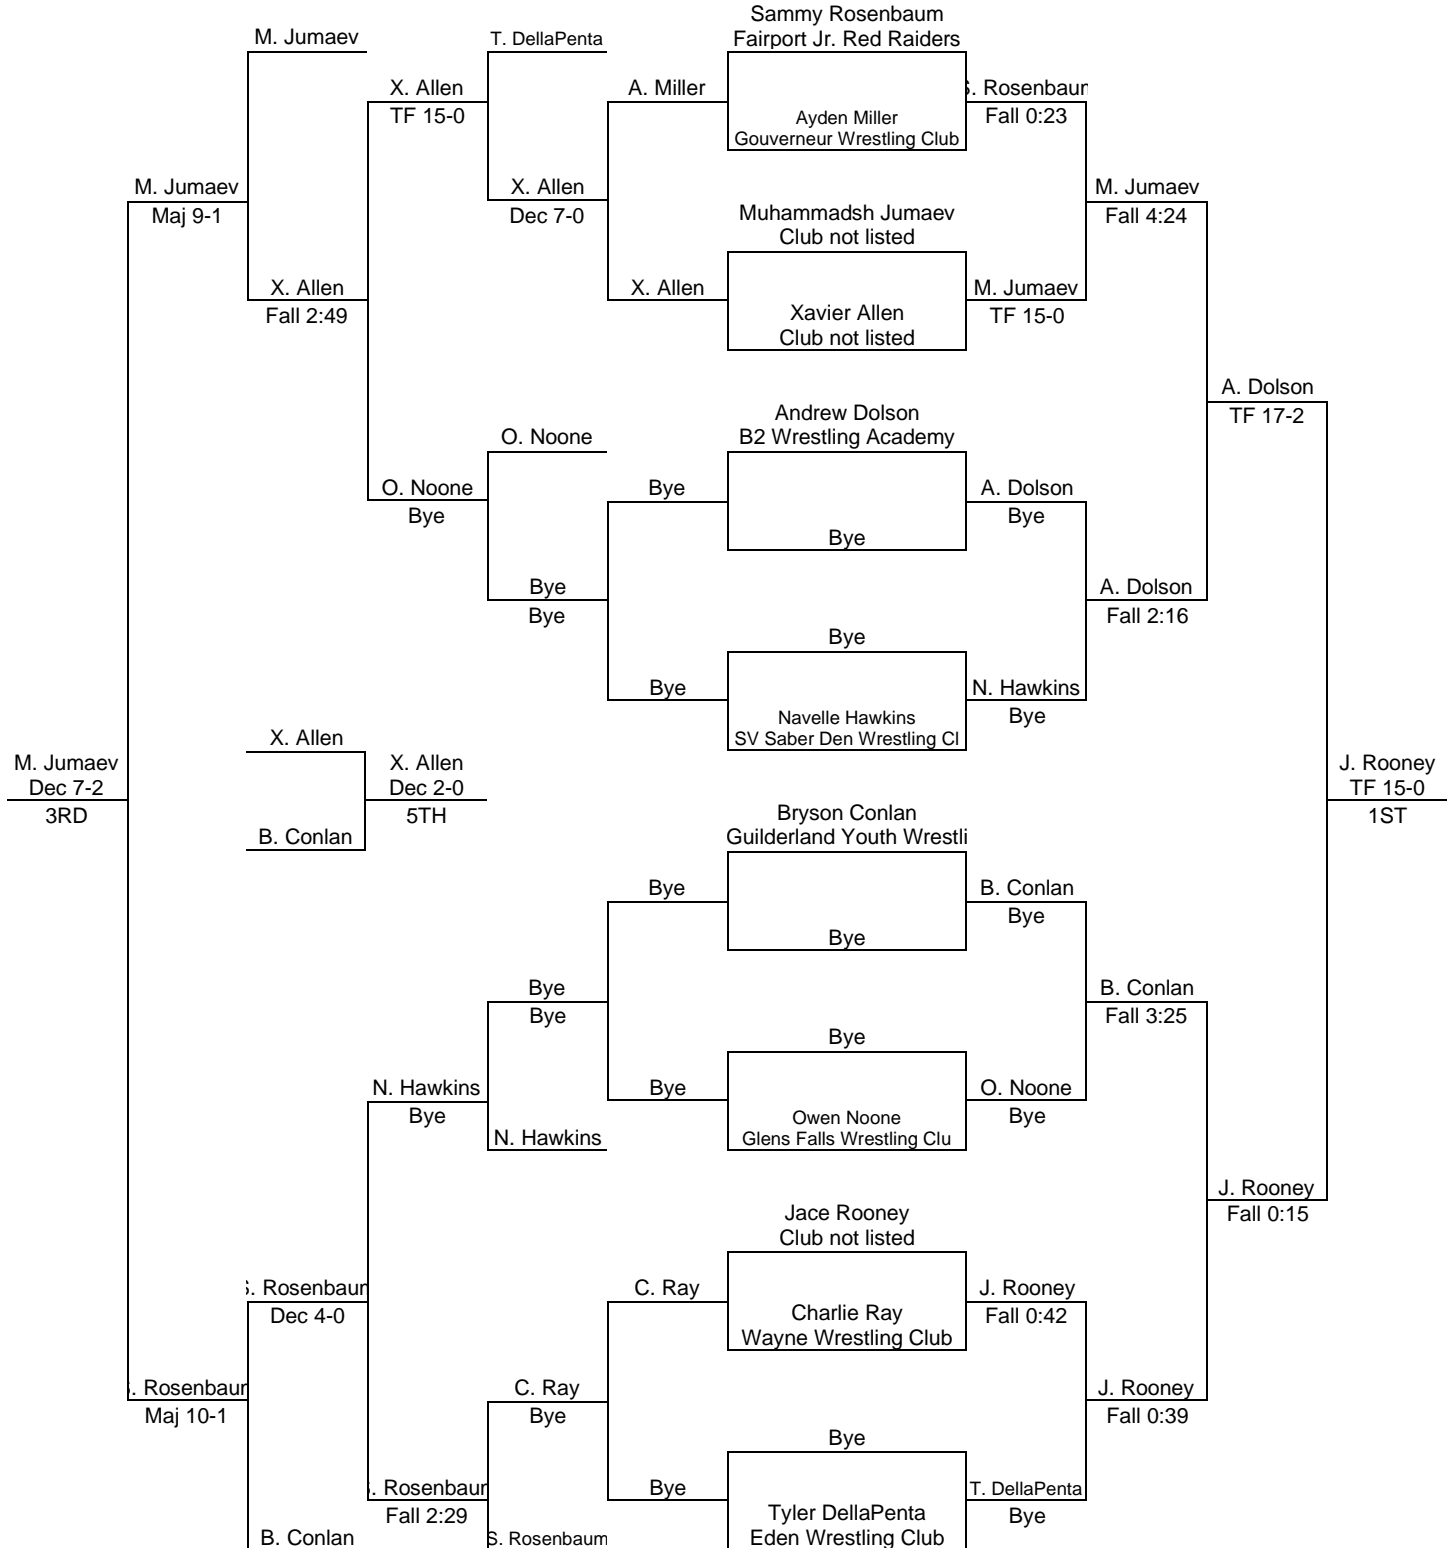 Sammy Rosenbaum
Fairport Jr. Red Raiders
M. Jumaev
T. DellaPenta
X. Allen
TF 15-0
A. Miller
S. Rosenbaum
Fall 0:23
Ayden Miller
Gouverneur Wrestling Club
M. Jumaev
Maj 9-1
X. Allen
Dec 7-0
M. Jumaev
Fall 4:24
Muhammadsh Jumaev
Club not listed
X. Allen
Fall 2:49
X. Allen
M. Jumaev
TF 15-0
Xavier Allen
Club not listed
A. Dolson
TF 17-2
Andrew Dolson
B2 Wrestling Academy
O. Noone
O. Noone
Bye
Bye
A. Dolson
Bye
Bye
Bye
Bye
A. Dolson
Fall 2:16
Bye
Bye
N. Hawkins
Bye
Navelle Hawkins
SV Saber Den Wrestling Cl
X. Allen
M. Jumaev
Dec 7-2
3RD
X. Allen
Dec 2-0
5TH
J. Rooney
TF 15-0
1ST
B. Conlan
Bryson Conlan
Guilderland Youth Wrestli
Bye
B. Conlan
Bye
Bye
Bye
Bye
B. Conlan
Fall 3:25
Bye
N. Hawkins
Bye
Bye
O. Noone
Bye
Owen Noone
Glens Falls Wrestling Clu
N. Hawkins
J. Rooney
Fall 0:15
Jace Rooney
Club not listed
S. Rosenbaum
Dec 4-0
C. Ray
J. Rooney
Fall 0:42
Charlie Ray
Wayne Wrestling Club
S. Rosenbaum
Maj 10-1
C. Ray
Bye
J. Rooney
Fall 0:39
Bye
S. Rosenbaum
Fall 2:29
Bye
T. DellaPenta
Bye
Tyler DellaPenta
Eden Wrestling Club
B. Conlan
S. Rosenbaum